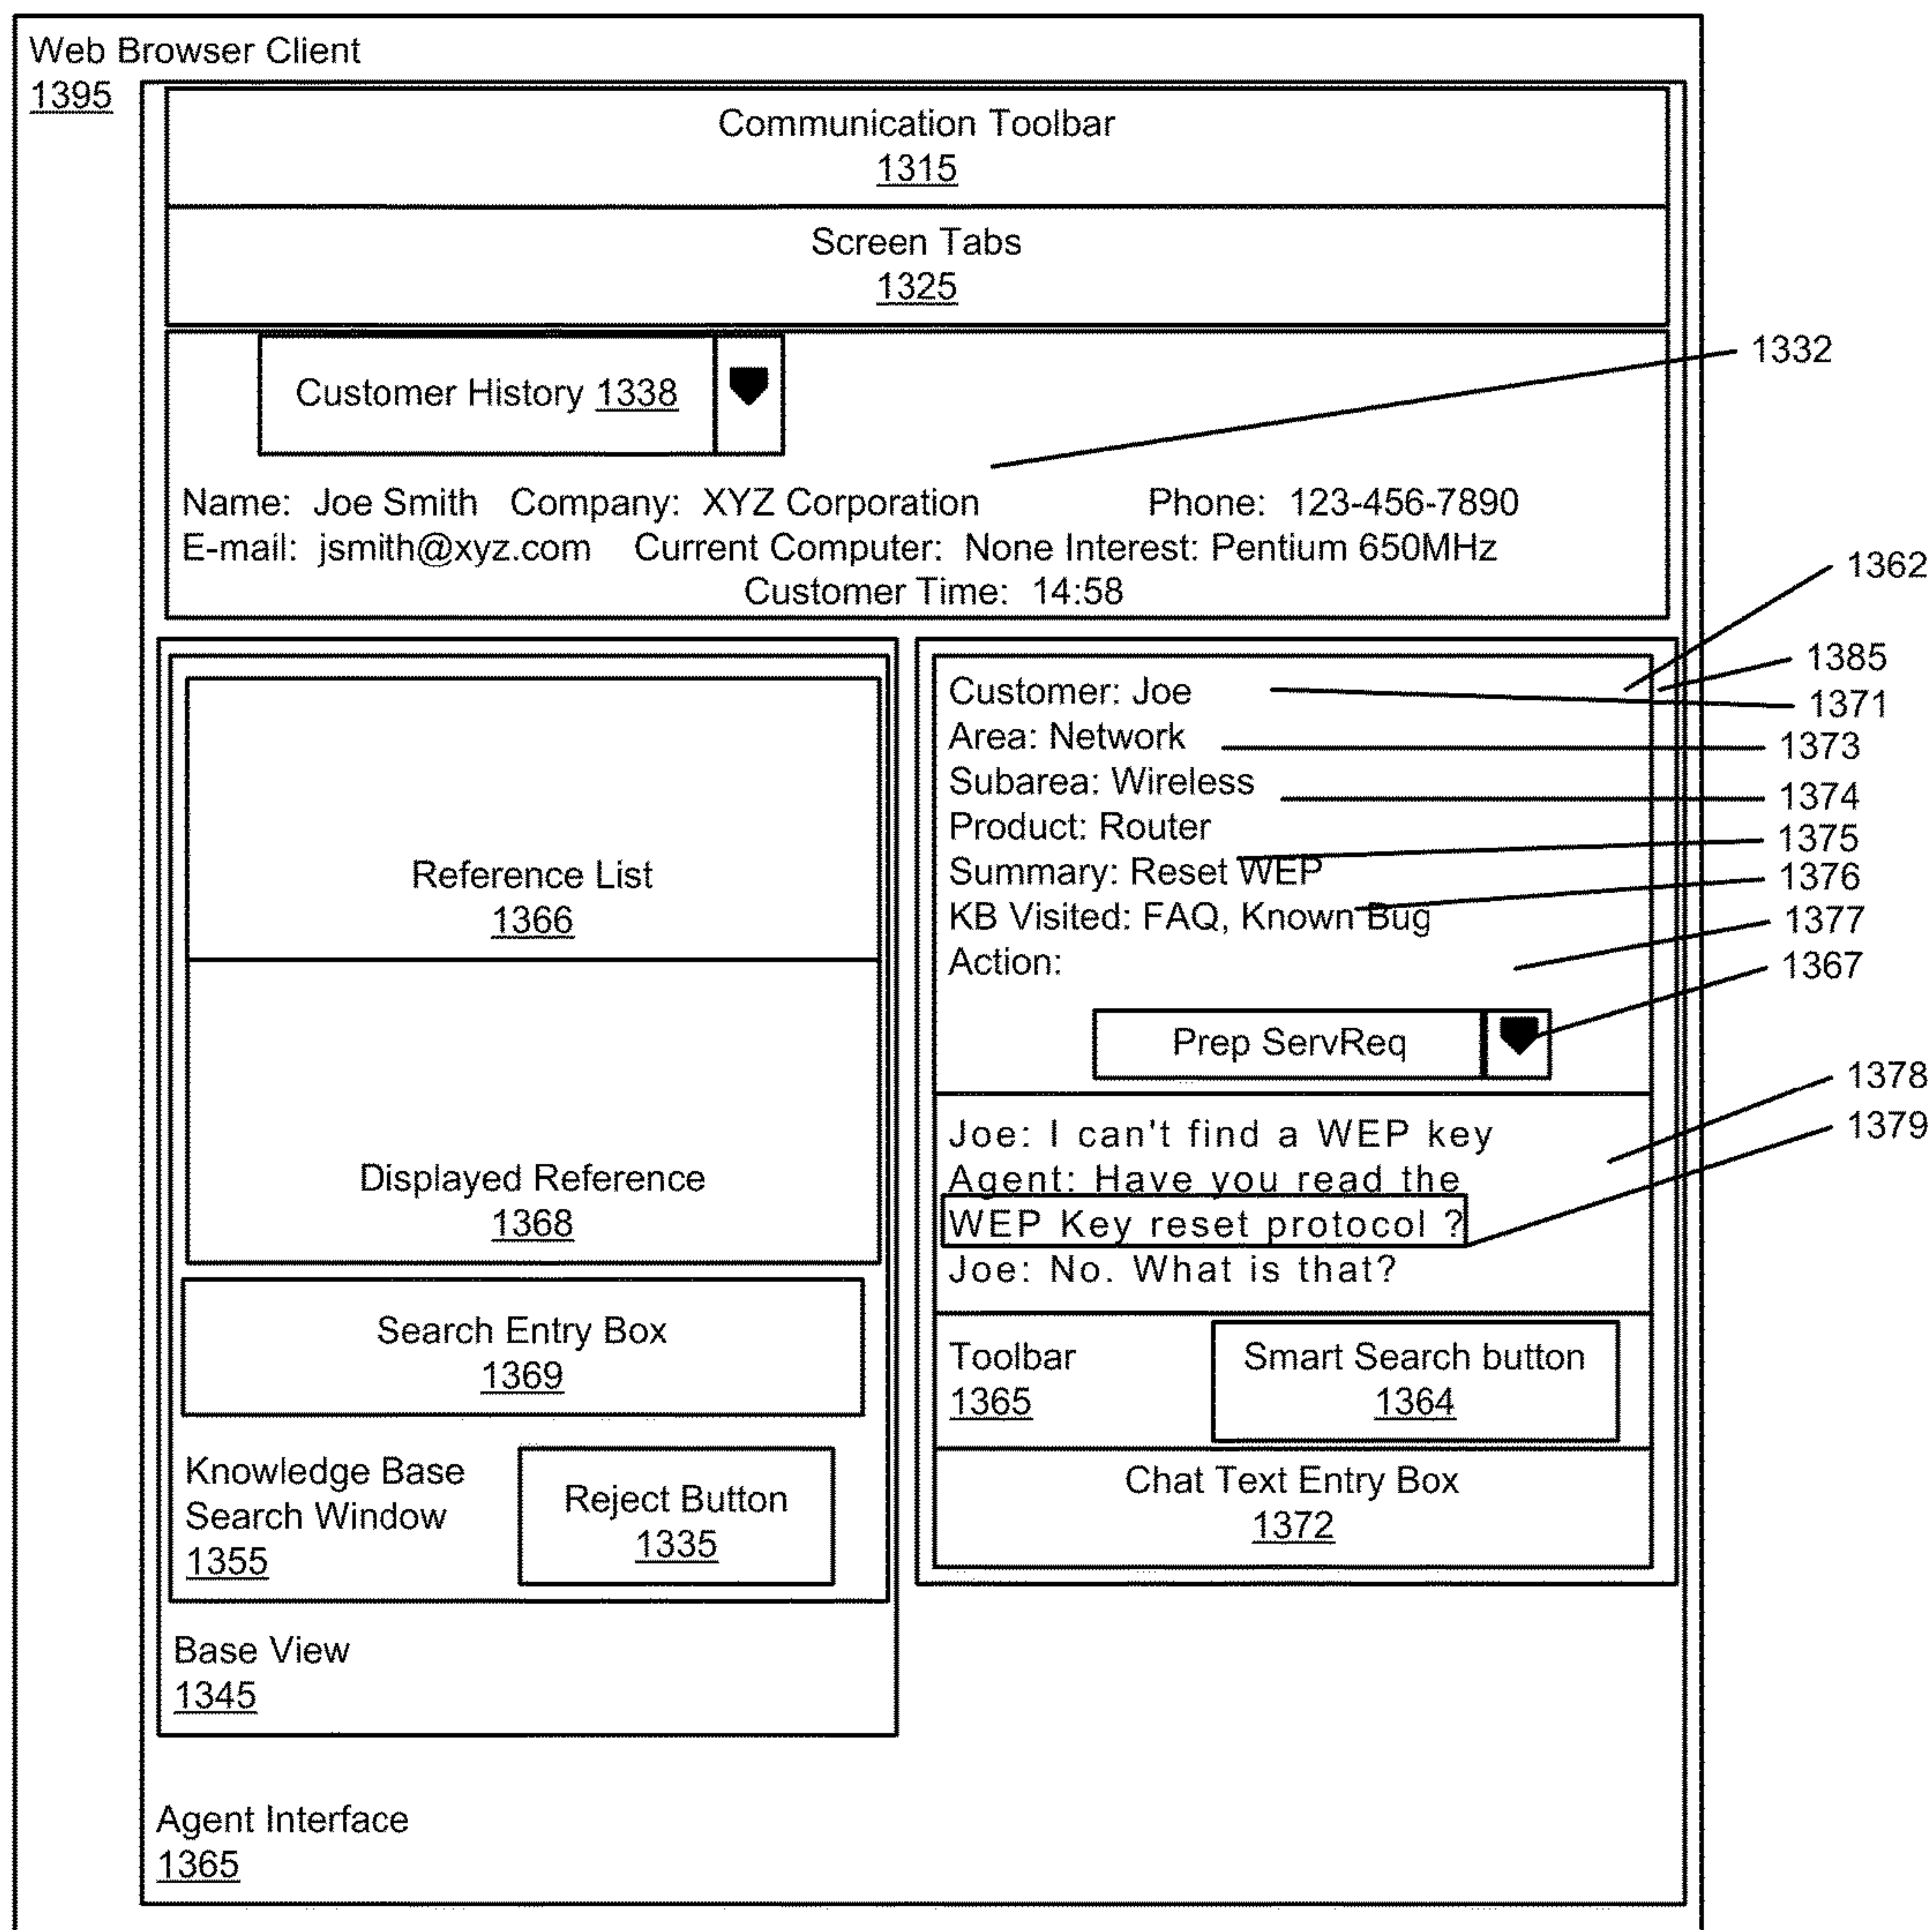 Web Browser Client
1395
Communication Toolbar
1315
Screen Tabs
1325
Customer History 1338
1332
Name: Joe Smith Company: XYZ Corporation Phone: 123-456-7890
E-mail: jsmith@xyz.com Current Computer: None Interest: Pentium 650MHz
Customer Time: 14:58
Reference List
1366
Displayed Reference
1368
Search Entry Box
1369
Knowledge Base
Search Window
1355
Reject Button
1335
Base View
1345
Customer: Joe
Area: Network
Subarea: Wireless
Product: Router
Summary: Reset WEP
KB Visited: FAQ, Known Bug
Action:
Prep ServReq
Joe: I can't find a WEP key
Agent: Have you read the
WEP Key reset protocol ?
Joe: No. What is that?
Toolbar
1365
Smart Search button
1364
Chat Text Entry Box
1372
1362
1385
1371
1373
1374
1375
1376
1377
1367
1378
1379
Agent Interface
1365